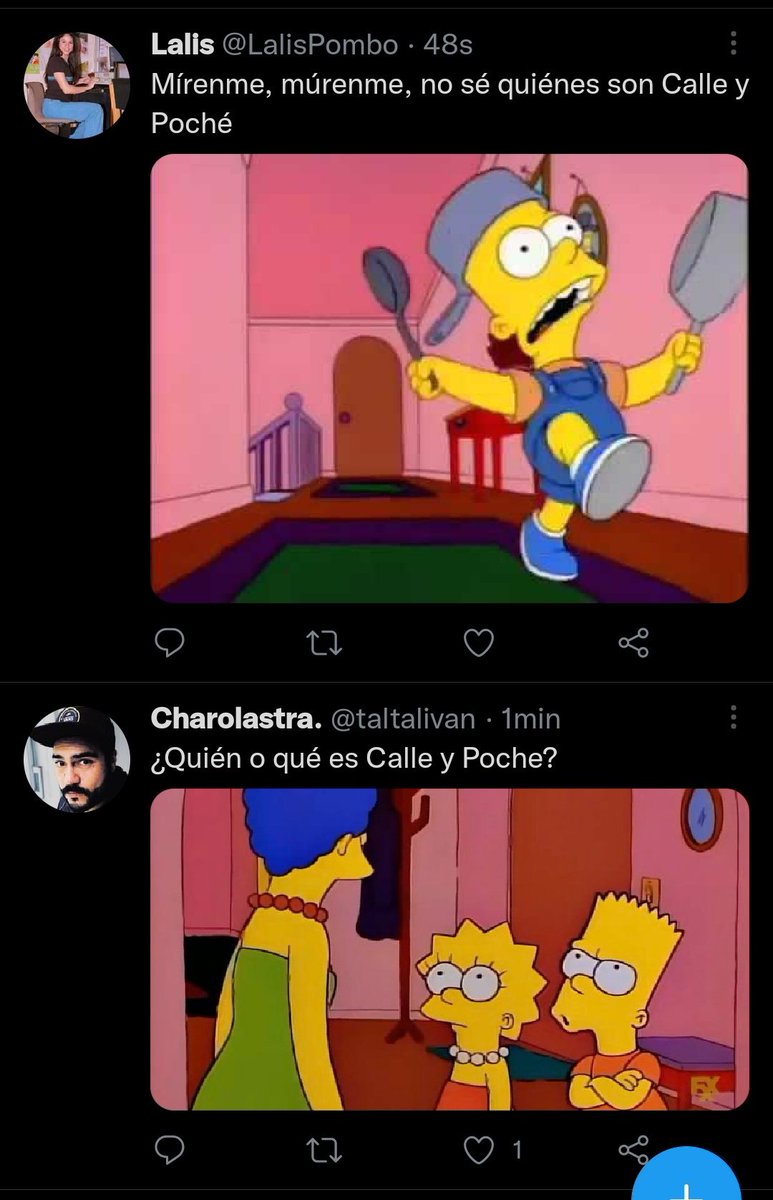 Lalis @LalisPombo · 48s
Mírenme, múrenme, no sé quiénes son Calle y
Poché
Charolastra. @taltalivan · 1min
¿Quién o qué es Calle y Poche?
FX
1